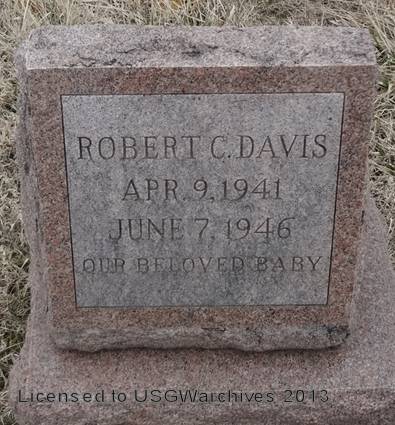 ROBERT C. DAVIS
APR. 9, 1941
JUNE 7, 1946
OUR BELOVED BABY
Licensed to USGWarchives 2013